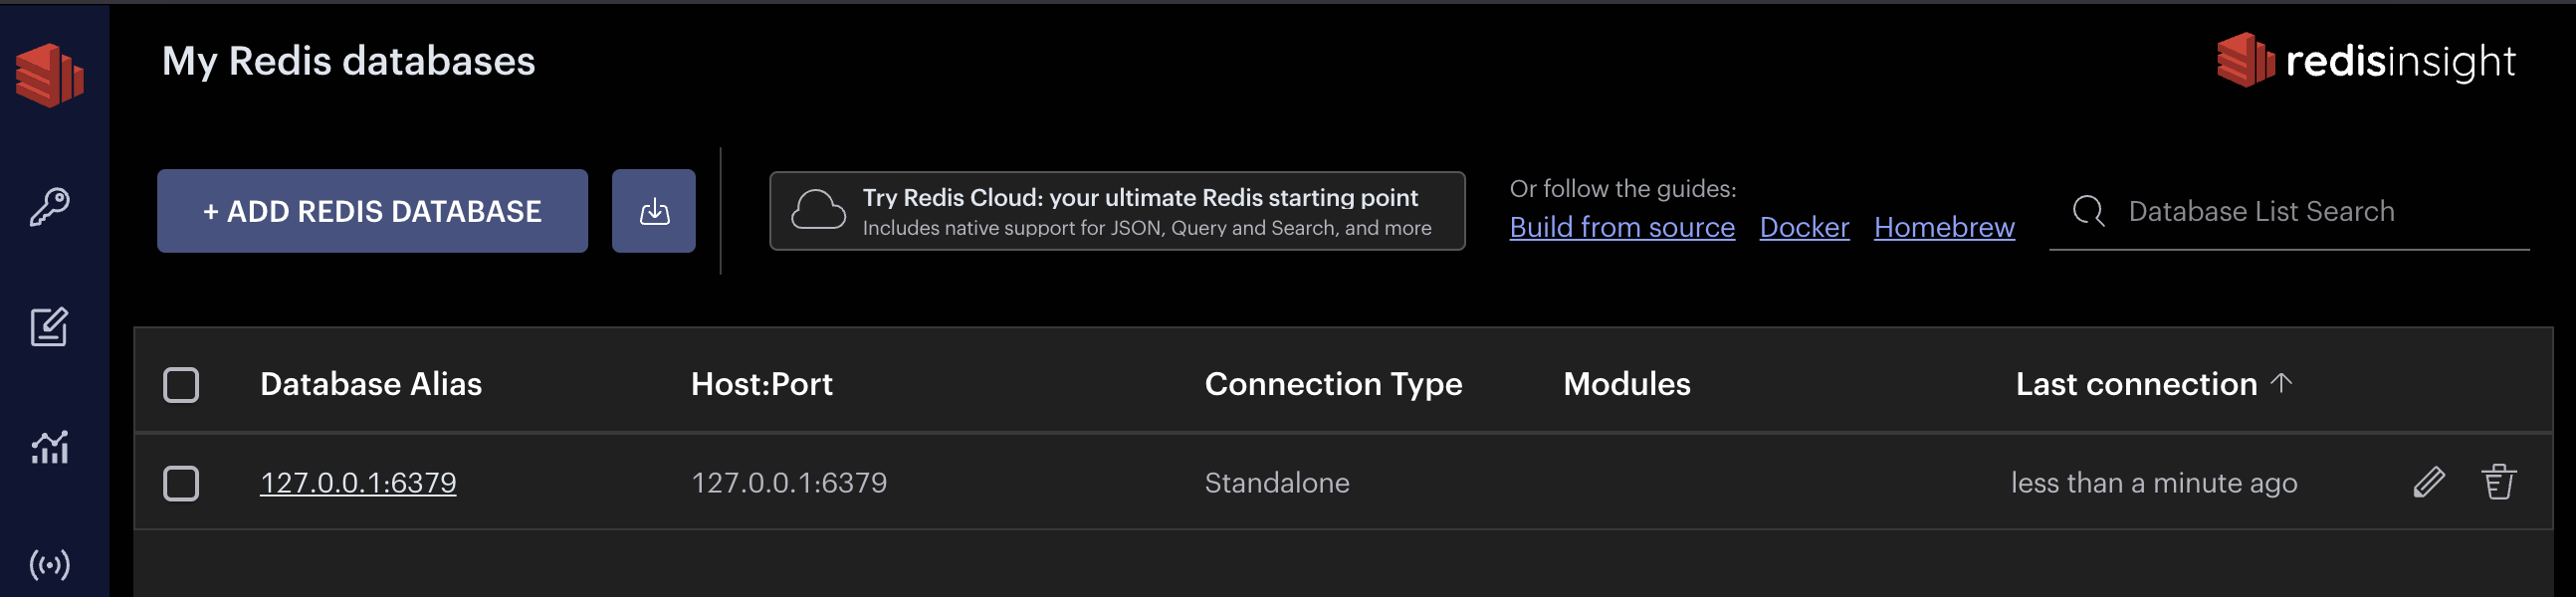 My Redis databases
redisinsight
+ ADD REDIS DATABASE
Try Redis Cloud: your ultimate Redis starting point
Includes native support for JSON, Query and Search, and more
Or follow the guides:
Build from source Docker Homebrew
Database List Search
Database Alias Host:Port Connection Type Modules Last connection
127.0.0.1:6379 127.0.0.1:6379 Standalone less than a minute ago